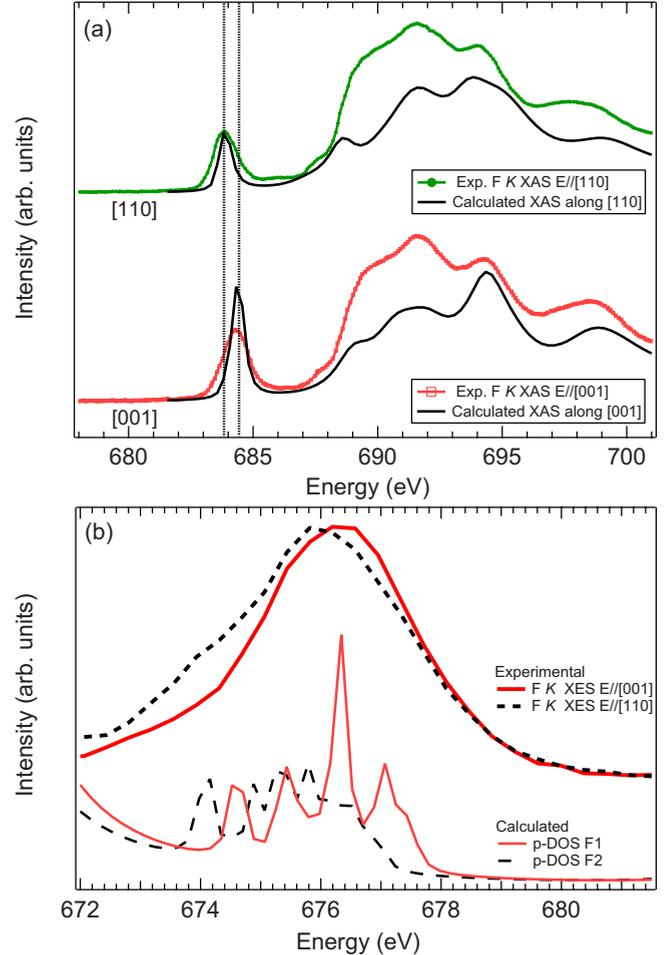 (a)
Intensity (arb. units)
Exp. F K XAS E//[110]
Calculated XAS along [110]
[110]
Exp. F K XAS E//[001]
Calculated XAS along [001]
[001]
680 685 690 695 700
Energy (eV)
(b)
Intensity (arb. units)
Experimental
F K XES E//[001]
F K XES E//[110]
Calculated
p-DOS F1
p-DOS F2
672 674 676 678 680
Energy (eV)